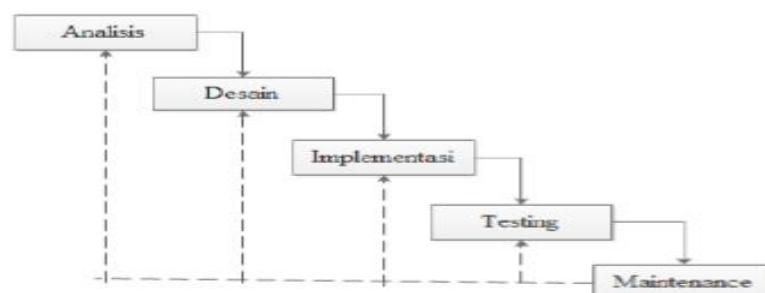 Analisis
Desain
Implementasi
Testing
Maintenance